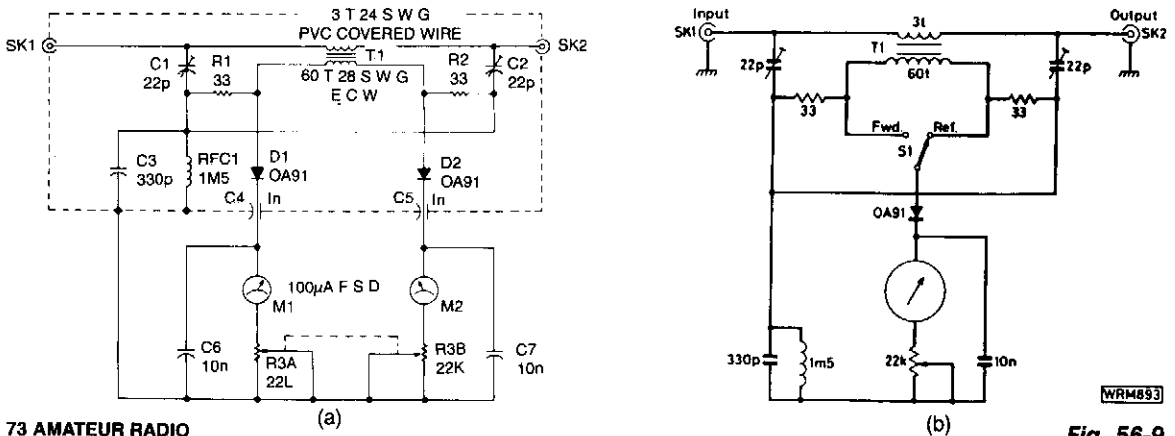 3 T 24 S W G
PVC COVERED WIRE
SK1
SK2
C1
22p
R1
33
T1
60 T 28 S W G
E C W
R2
33
C2
22p
C3
330p
RFC1
1M5
D1
OA91
D2
OA91
C4
In
C5
In
100µA F S D
M1
M2
C6
10n
R3A
22L
R3B
22K
C7
10n
(a)
73 AMATEUR RADIO
Input
SK1
3t
Output
SK2
T1
22p
60t
22p
33
33
Fwd.
Ref.
S1
OA91
330p
1m5
22k
10n
WRM893
(b)
Fig. 56-9